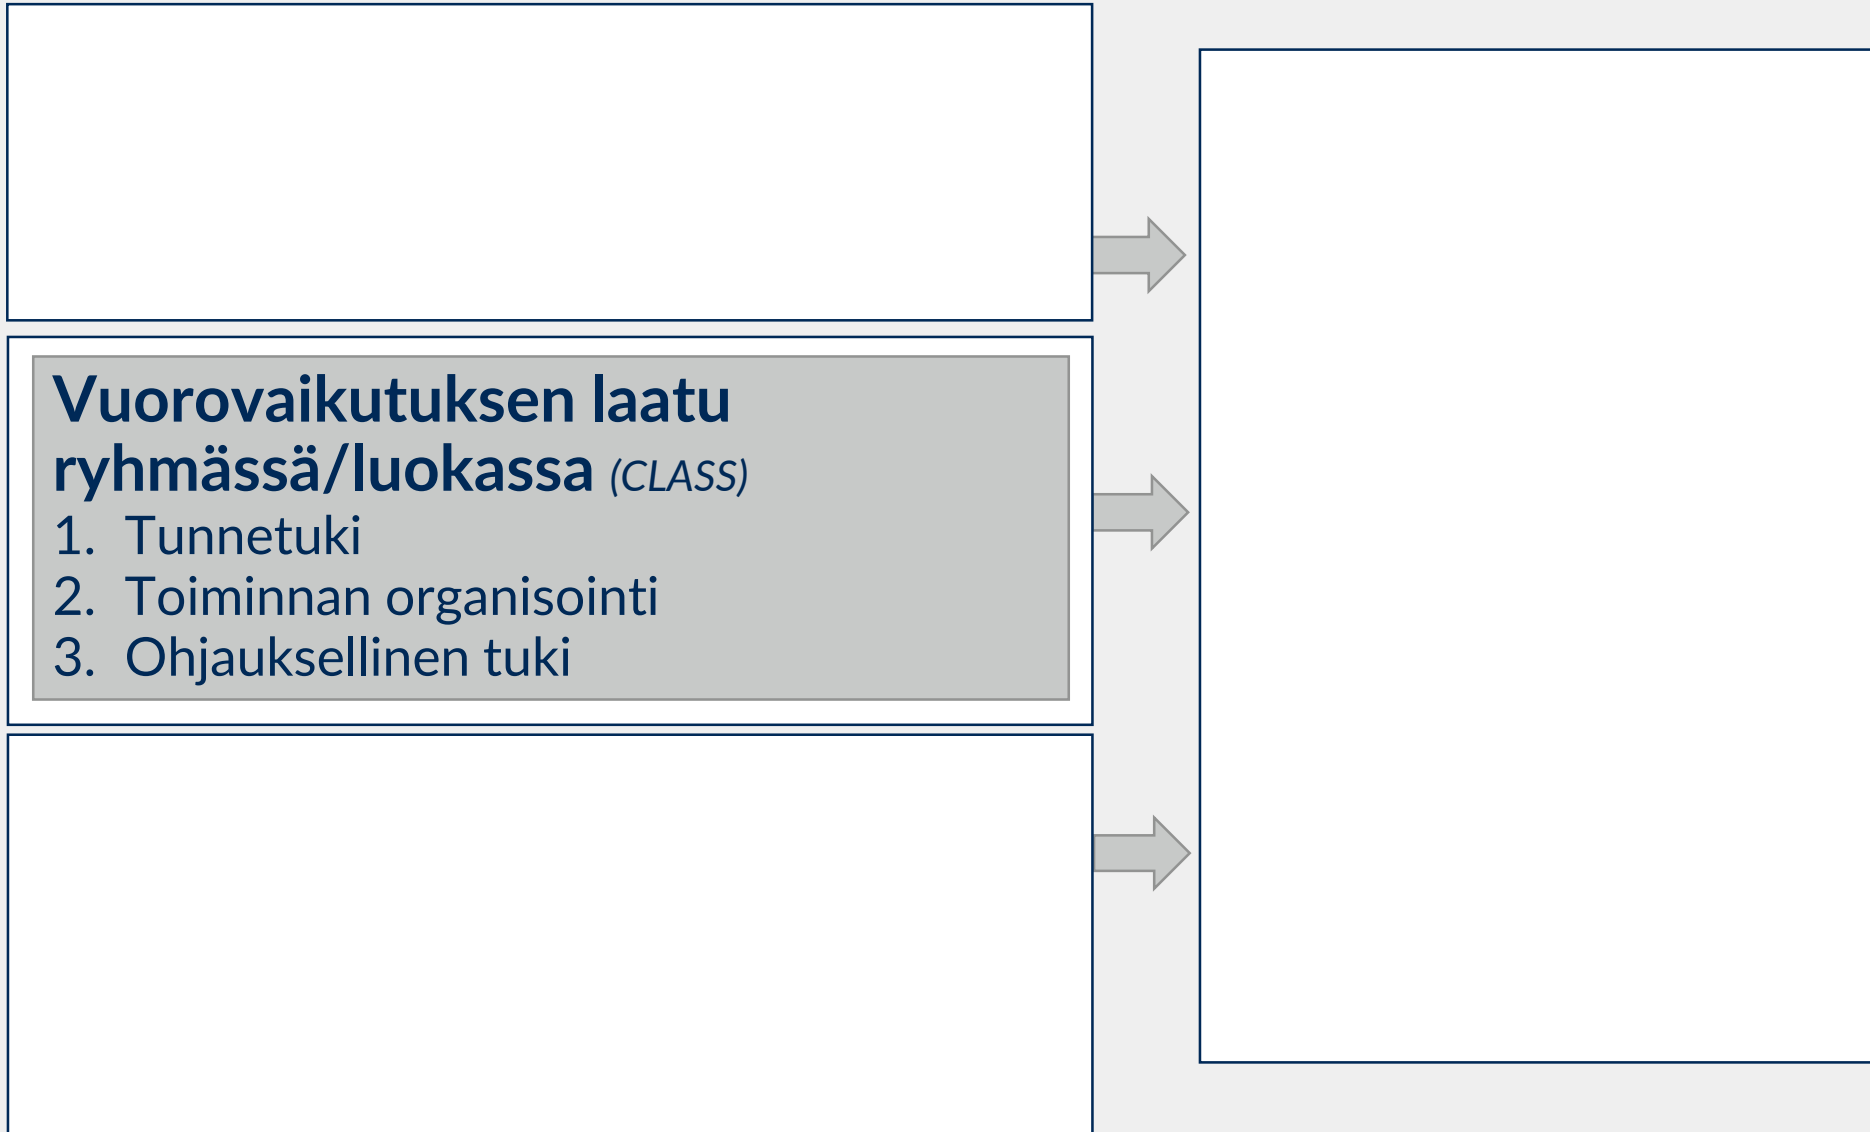 Vuorovaikutuksen laatu
ryhmässä/luokassa (CLASS)
1. Tunnetuki
2. Toiminnan organisointi
3. Ohjauksellinen tuki